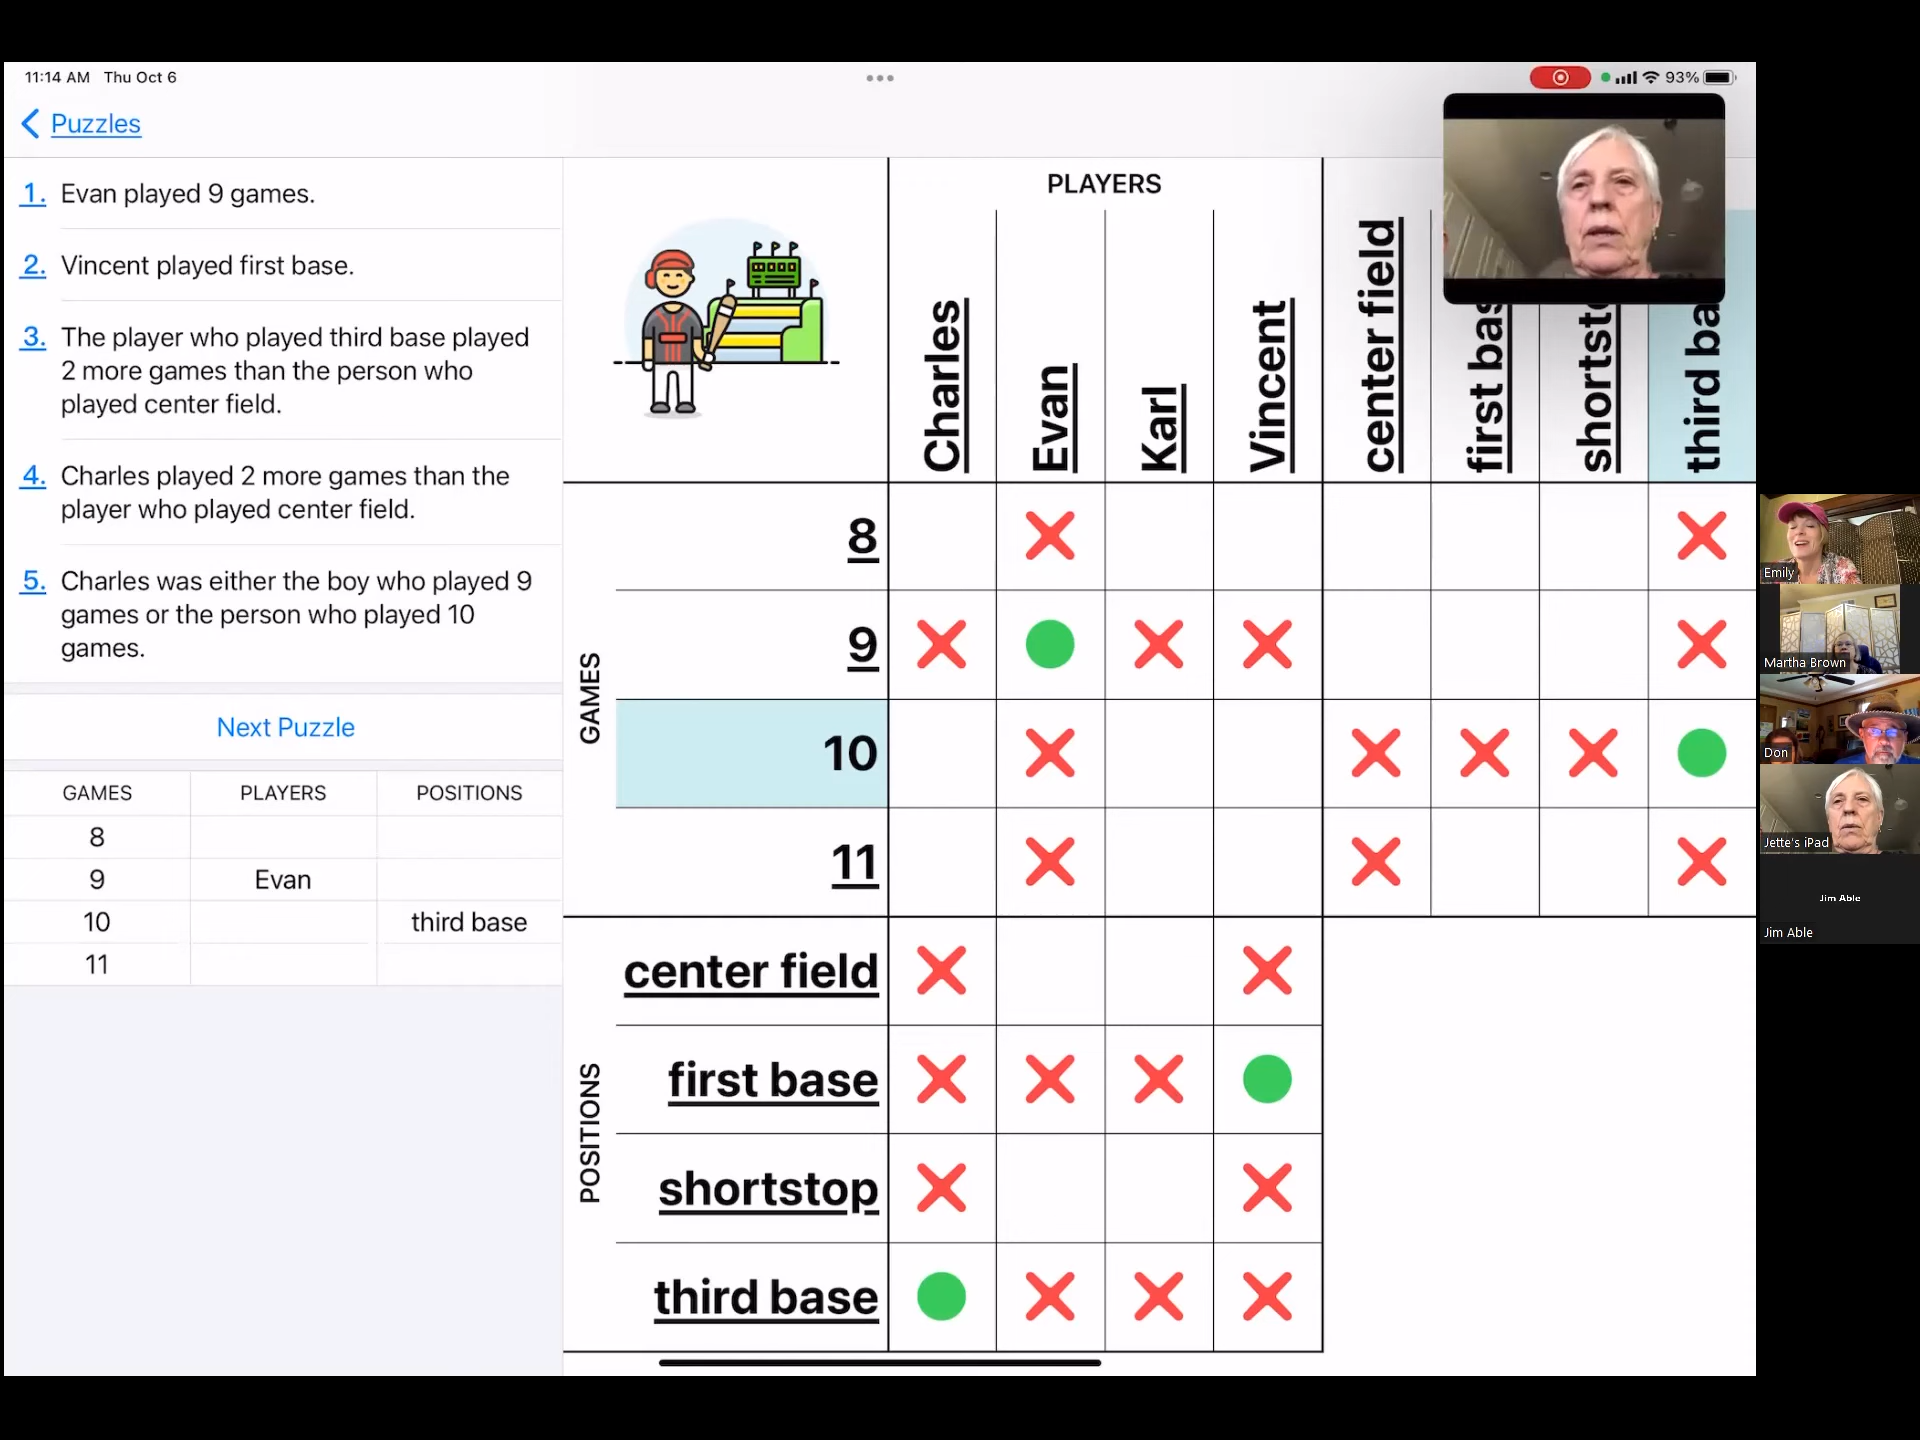 11:14 AM Thu Oct 6
93%
Puzzles
1. Evan played 9 games.
2. Vincent played first base.
3. The player who played third base played
2 more games than the person who
played center field.
4. Charles played 2 more games than the
player who played center field.
5. Charles was either the boy who played 9
games or the person who played 10
games.
Next Puzzle
GAMES PLAYERS POSITIONS
8
9 Evan
10 third base
11
PLAYERS
Charles
Evan
Karl
Vincent
center field
first bas
shortsto
third ba
GAMES
8
9
10
11
POSITIONS
center field
first base
shortstop
third base
Emily
Martha Brown
Don
Jette's iPad
Jim Able
Jim Able